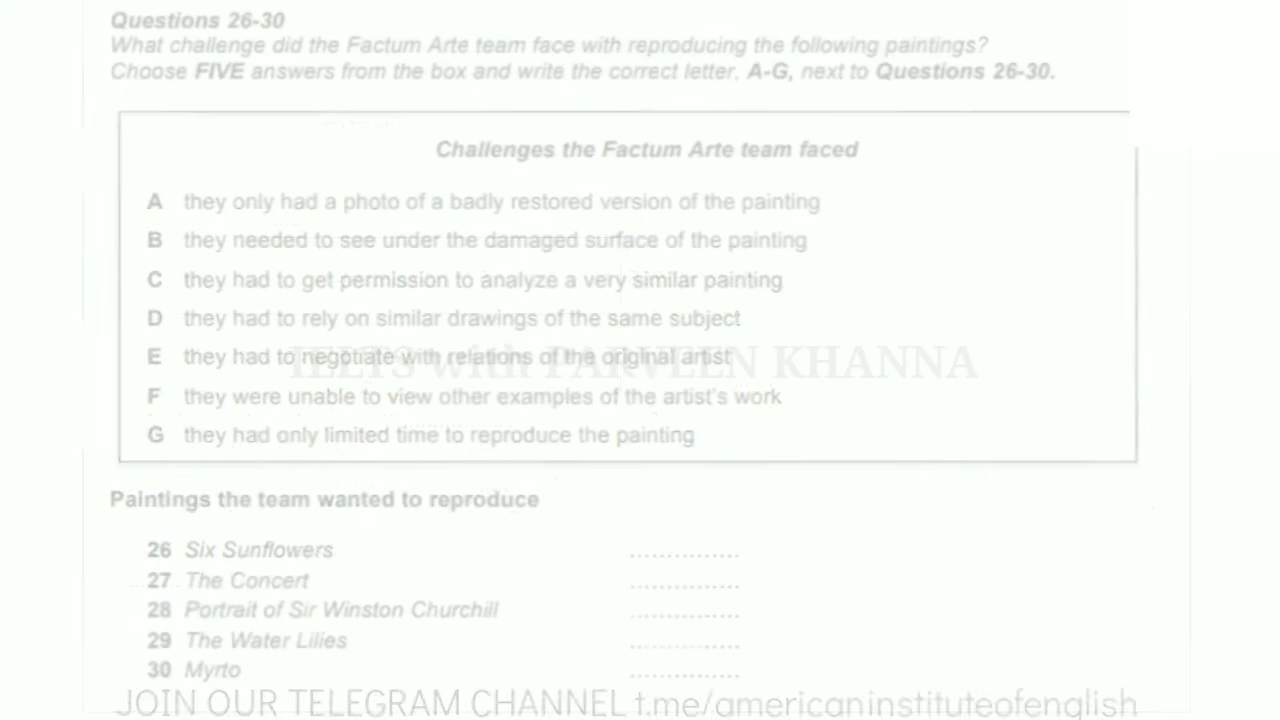 Questions 26-30
What challenge did the Factum Arte team face with reproducing the following paintings?
Choose FIVE answers from the box and write the correct letter, A-G, next to Questions 26-30.
Challenges the Factum Arte team faced
A they only had a photo of a badly restored version of the painting
B they needed to see under the damaged surface of the painting
C they had to get permission to analyze a very similar painting
D they had to rely on similar drawings of the same subject
E they had to negotiate with relations of the original artist
IELTS with PARVEEN KHANNA
F they were unable to view other examples of the artist's work
G they had only limited time to reproduce the painting
Paintings the team wanted to reproduce
26 Six Sunflowers ...............
27 The Concert ...............
28 Portrait of Sir Winston Churchill ...............
29 The Water Lilies ...............
30 Myrto ...............
JOIN OUR TELEGRAM CHANNEL t.me/americaninstituteofenglish